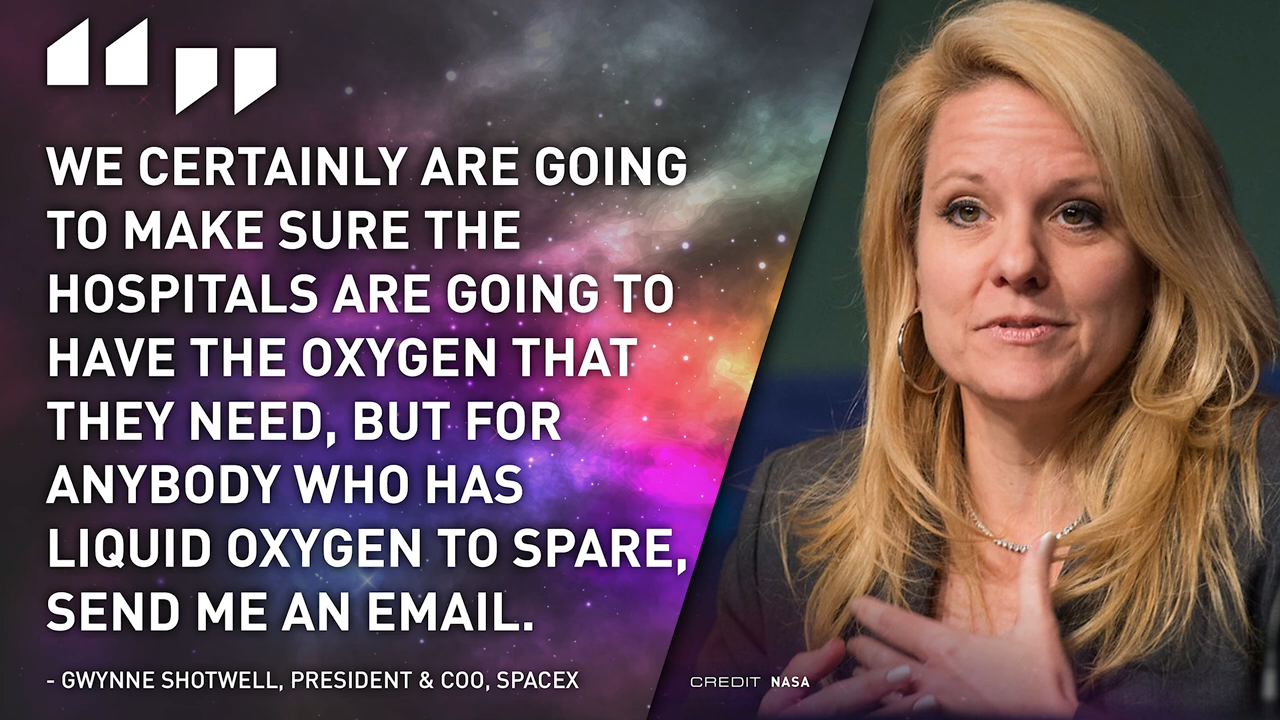 WE CERTAINLY ARE GOING
TO MAKE SURE THE
HOSPITALS ARE GOING TO
HAVE THE OXYGEN THAT
THEY NEED, BUT FOR
ANYBODY WHO HAS
LIQUID OXYGEN TO SPARE,
SEND ME AN EMAIL.
- GWYNNE SHOTWELL, PRESIDENT & COO, SPACEX
CREDIT NASA